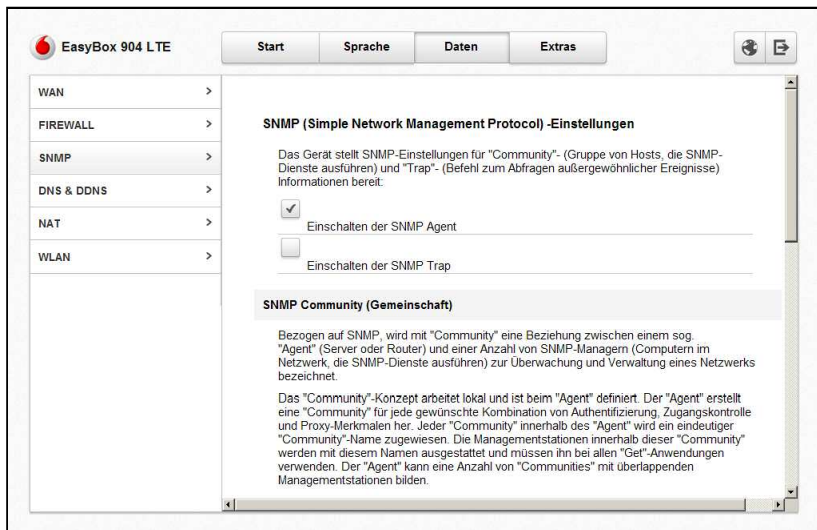 EasyBox 904 LTE
Start
Sprache
Daten
Extras
WAN
FIREWALL
SNMP
DNS & DDNS
NAT
WLAN
SNMP (Simple Network Management Protocol) -Einstellungen
Das Gerät stellt SNMP-Einstellungen für "Community"- (Gruppe von Hosts, die SNMP-
Dienste ausführen) und "Trap"- (Befehl zum Abfragen außergewöhnlicher Ereignisse)
Informationen bereit:
Einschalten der SNMP Agent
Einschalten der SNMP Trap
SNMP Community (Gemeinschaft)
Bezogen auf SNMP, wird mit "Community" eine Beziehung zwischen einem sog.
"Agent" (Server oder Router) und einer Anzahl von SNMP-Managern (Computern im
Netzwerk, die SNMP-Dienste ausführen) zur Überwachung und Verwaltung eines Netzwerks
bezeichnet.
Das "Community"-Konzept arbeitet lokal und ist beim "Agent" definiert. Der "Agent" erstellt
eine "Community" für jede gewünschte Kombination von Authentifizierung, Zugangskontrolle
und Proxy-Merkmalen her. Jeder "Community" innerhalb des "Agent" wird ein eindeutiger
"Community"-Name zugewiesen. Die Managementstationen innerhalb dieser "Community"
werden mit diesem Namen ausgestattet und müssen ihn bei allen "Get"-Anwendungen
verwenden. Der "Agent" kann eine Anzahl von "Communities" mit überlappenden
Managementstationen bilden.